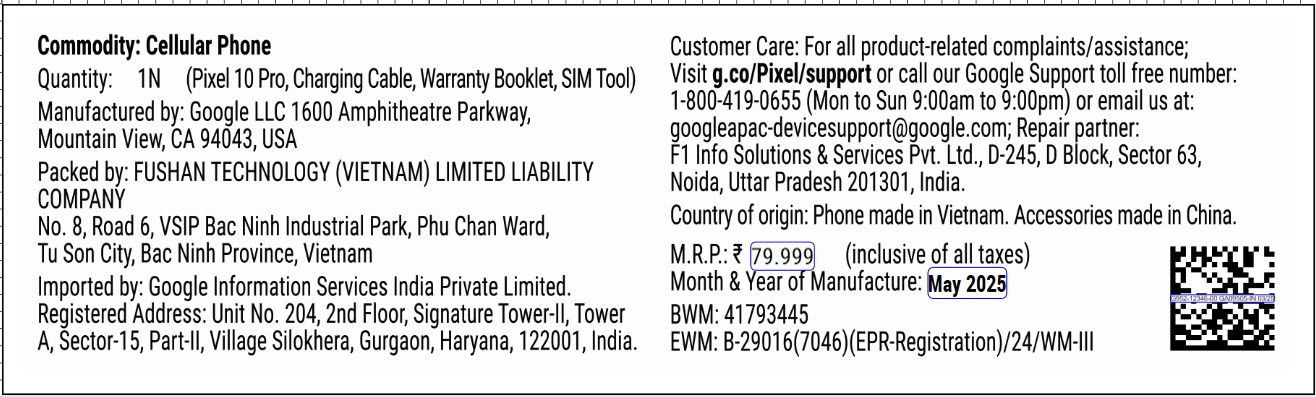 Commodity: Cellular Phone
Quantity: 1N (Pixel 10 Pro, Charging Cable, Warranty Booklet, SIM Tool)
Manufactured by: Google LLC 1600 Amphitheatre Parkway,
Mountain View, CA 94043, USA
Packed by: FUSHAN TECHNOLOGY (VIETNAM) LIMITED LIABILITY
COMPANY
No. 8, Road 6, VSIP Bac Ninh Industrial Park, Phu Chan Ward,
Tu Son City, Bac Ninh Province, Vietnam
Imported by: Google Information Services India Private Limited.
Registered Address: Unit No. 204, 2nd Floor, Signature Tower-II, Tower
A, Sector-15, Part-II, Village Silokhera, Gurgaon, Haryana, 122001, India.
Customer Care: For all product-related complaints/assistance;
Visit g.co/Pixel/support or call our Google Support toll free number:
1-800-419-0655 (Mon to Sun 9:00am to 9:00pm) or email us at:
googleapac-devicesupport@google.com; Repair partner:
F1 Info Solutions & Services Pvt. Ltd., D-245, D Block, Sector 63,
Noida, Uttar Pradesh 201301, India.
Country of origin: Phone made in Vietnam. Accessories made in China.
M.R.P.: ₹ 79.999 (inclusive of all taxes)
Month & Year of Manufacture: May 2025
BWM: 41793445
EWM: B-29016(7046)(EPR-Registration)/24/WM-III